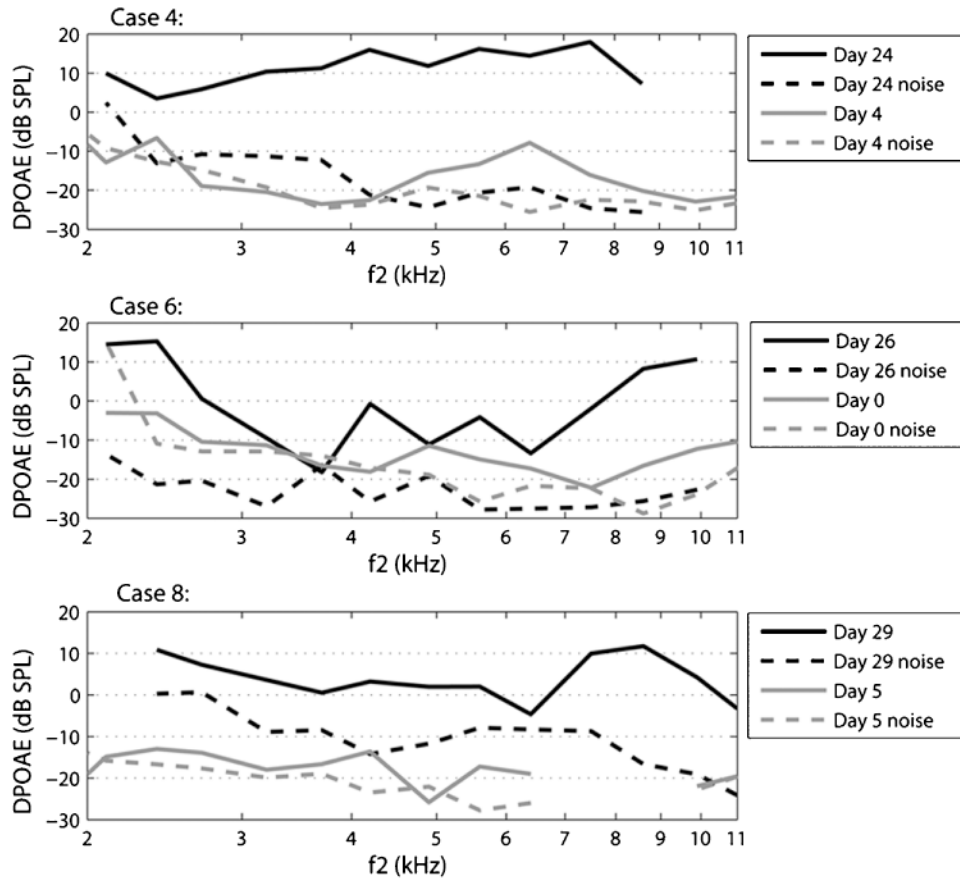 Case 4:
20
10
0
−10
−20
−30
DPOAE (dB SPL)
2 3 4 5 6 7 8 9 10 11
f2 (kHz)
Day 24
Day 24 noise
Day 4
Day 4 noise
Case 6:
20
10
0
−10
−20
−30
DPOAE (dB SPL)
2 3 4 5 6 7 8 9 10 11
f2 (kHz)
Day 26
Day 26 noise
Day 0
Day 0 noise
Case 8:
20
10
0
−10
−20
−30
DPOAE (dB SPL)
2 3 4 5 6 7 8 9 10 11
f2 (kHz)
Day 29
Day 29 noise
Day 5
Day 5 noise